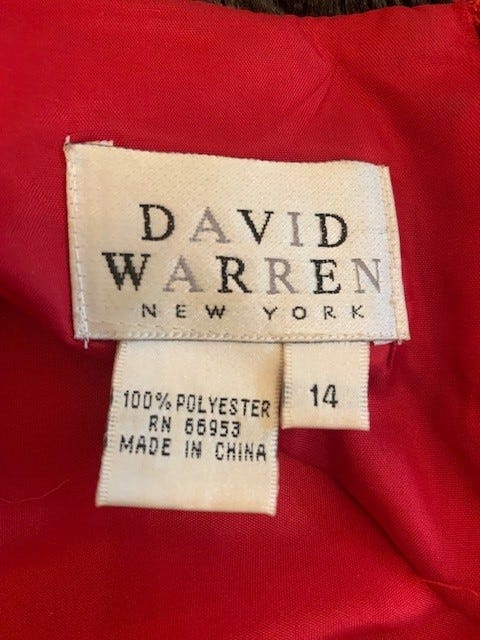 DAVID
WARREN
NEW YORK
100% POLYESTER
RN 66953
MADE IN CHINA
14